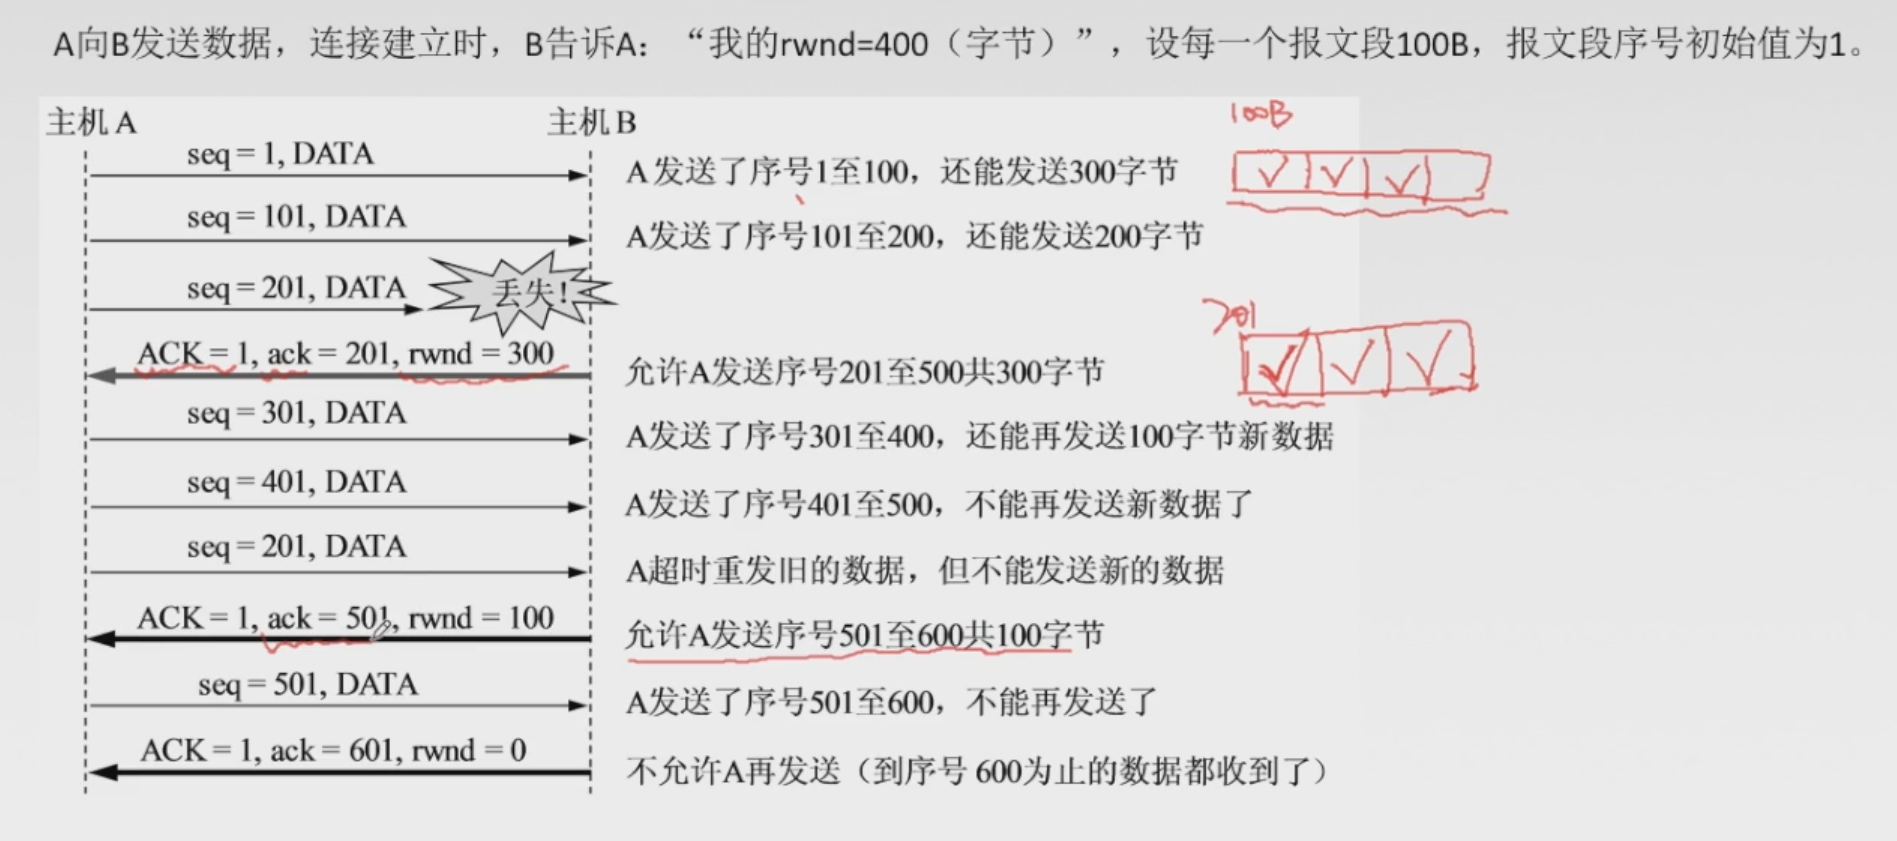 A向B发送数据，连接建立时，B告诉A：“我的rwnd=400（字节）”，设每一个报文段100B，报文段序号初始值为1。
主机 A
主机 B
100B
seq = 1, DATA
A 发送了序号1至100，还能发送300字节
seq = 101, DATA
A发送了序号101至200，还能发送200字节
seq = 201, DATA
丢失!
201
ACK = 1, ack = 201, rwnd = 300
允许A发送序号201至500共300字节
seq = 301, DATA
A发送了序号301至400，还能再发送100字节新数据
seq = 401, DATA
A发送了序号401至500，不能再发送新数据了
seq = 201, DATA
A超时重发旧的数据，但不能发送新的数据
ACK = 1, ack = 501, rwnd = 100
允许A发送序号501至600共100字节
seq = 501, DATA
A发送了序号501至600，不能再发送了
ACK = 1, ack = 601, rwnd = 0
不允许A再发送（到序号 600为止的数据都收到了）